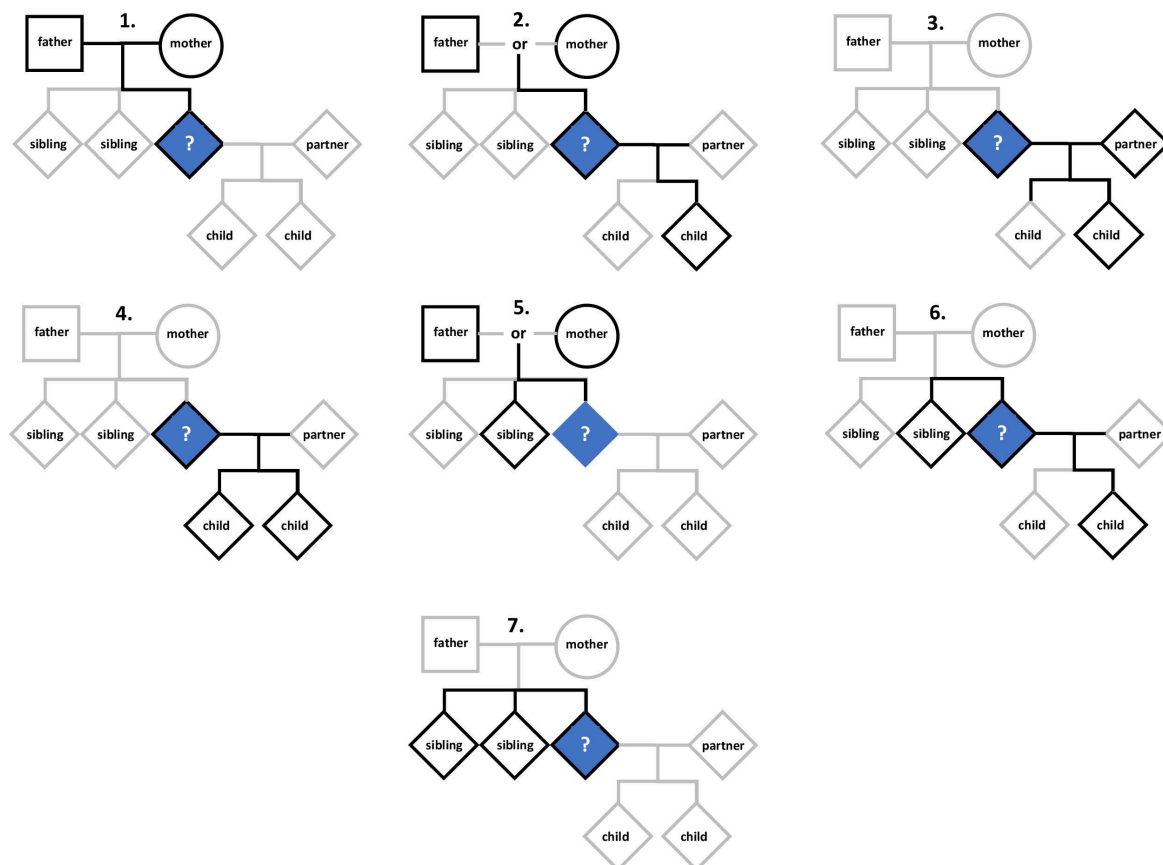 1.
father
mother
sibling
sibling
?
partner
child
child
2.
father
or
mother
sibling
sibling
?
partner
child
child
3.
father
mother
sibling
sibling
?
partner
child
child
4.
father
mother
sibling
sibling
?
partner
child
child
5.
father
or
mother
sibling
sibling
?
partner
child
child
6.
father
mother
sibling
sibling
?
partner
child
child
7.
father
mother
sibling
sibling
?
partner
child
child